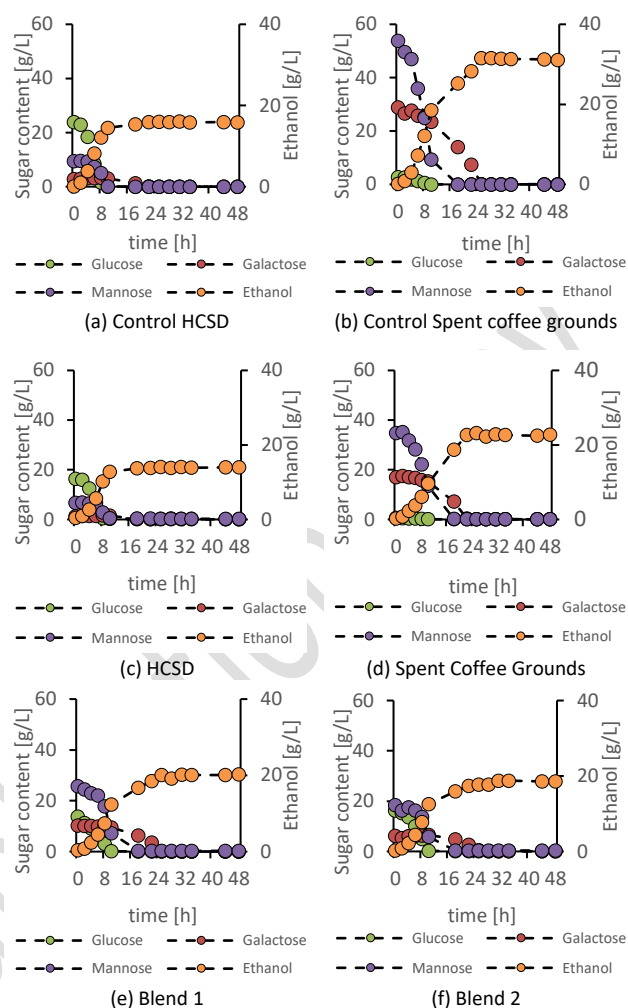 60 40 60 40
Sugar content [g/L] Ethanol [g/L] Sugar content [g/L] Ethanol [g/L]
40 40
20 20
20 20
0 0 0 0
0 8 16 24 32 40 48 0 8 16 24 32 40 48
time [h] time [h]
Glucose Galactose Glucose Galactose
Mannose Ethanol Mannose Ethanol
(a) Control HCSD (b) Control Spent coffee grounds
60 40 60 40
Sugar content [g/L] Ethanol [g/L] Sugar content [g/L] Ethanol [g/L]
40 40
20 20
20 20
0 0 0 0
0 8 16 24 32 40 48 0 8 16 24 32 40 48
time [h] time [h]
Glucose Galactose Glucose Galactose
Mannose Ethanol Mannose Ethanol
(c) HCSD (d) Spent Coffee Grounds
60 40 60 40
Sugar content [g/L] Ethanol [g/L] Sugar content [g/L] Ethanol [g/L]
40 40
20 20
20 20
0 0 0 0
0 8 16 24 32 40 48 0 8 16 24 32 40 48
time [h] time [h]
Glucose Galactose Glucose Galactose
Mannose Ethanol Mannose Ethanol
(e) Blend 1 (f) Blend 2